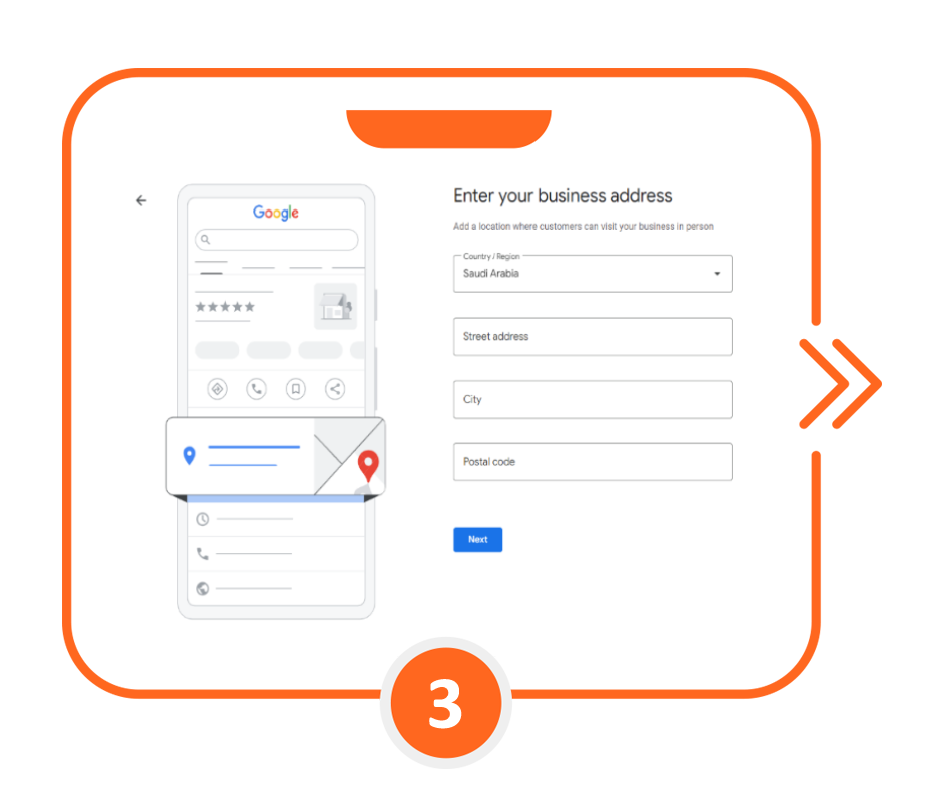 Google
Enter your business address
Add a location where customers can visit your business in person
Country / Region
Saudi Arabia
Street address
City
Postal code
Next
3